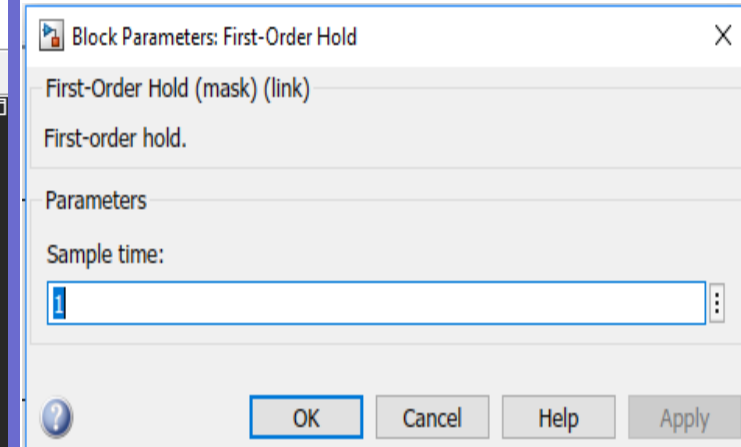 Block Parameters: First-Order Hold
First-Order Hold (mask) (link)
First-order hold.
Parameters
Sample time:
1
OK
Cancel
Help
Apply